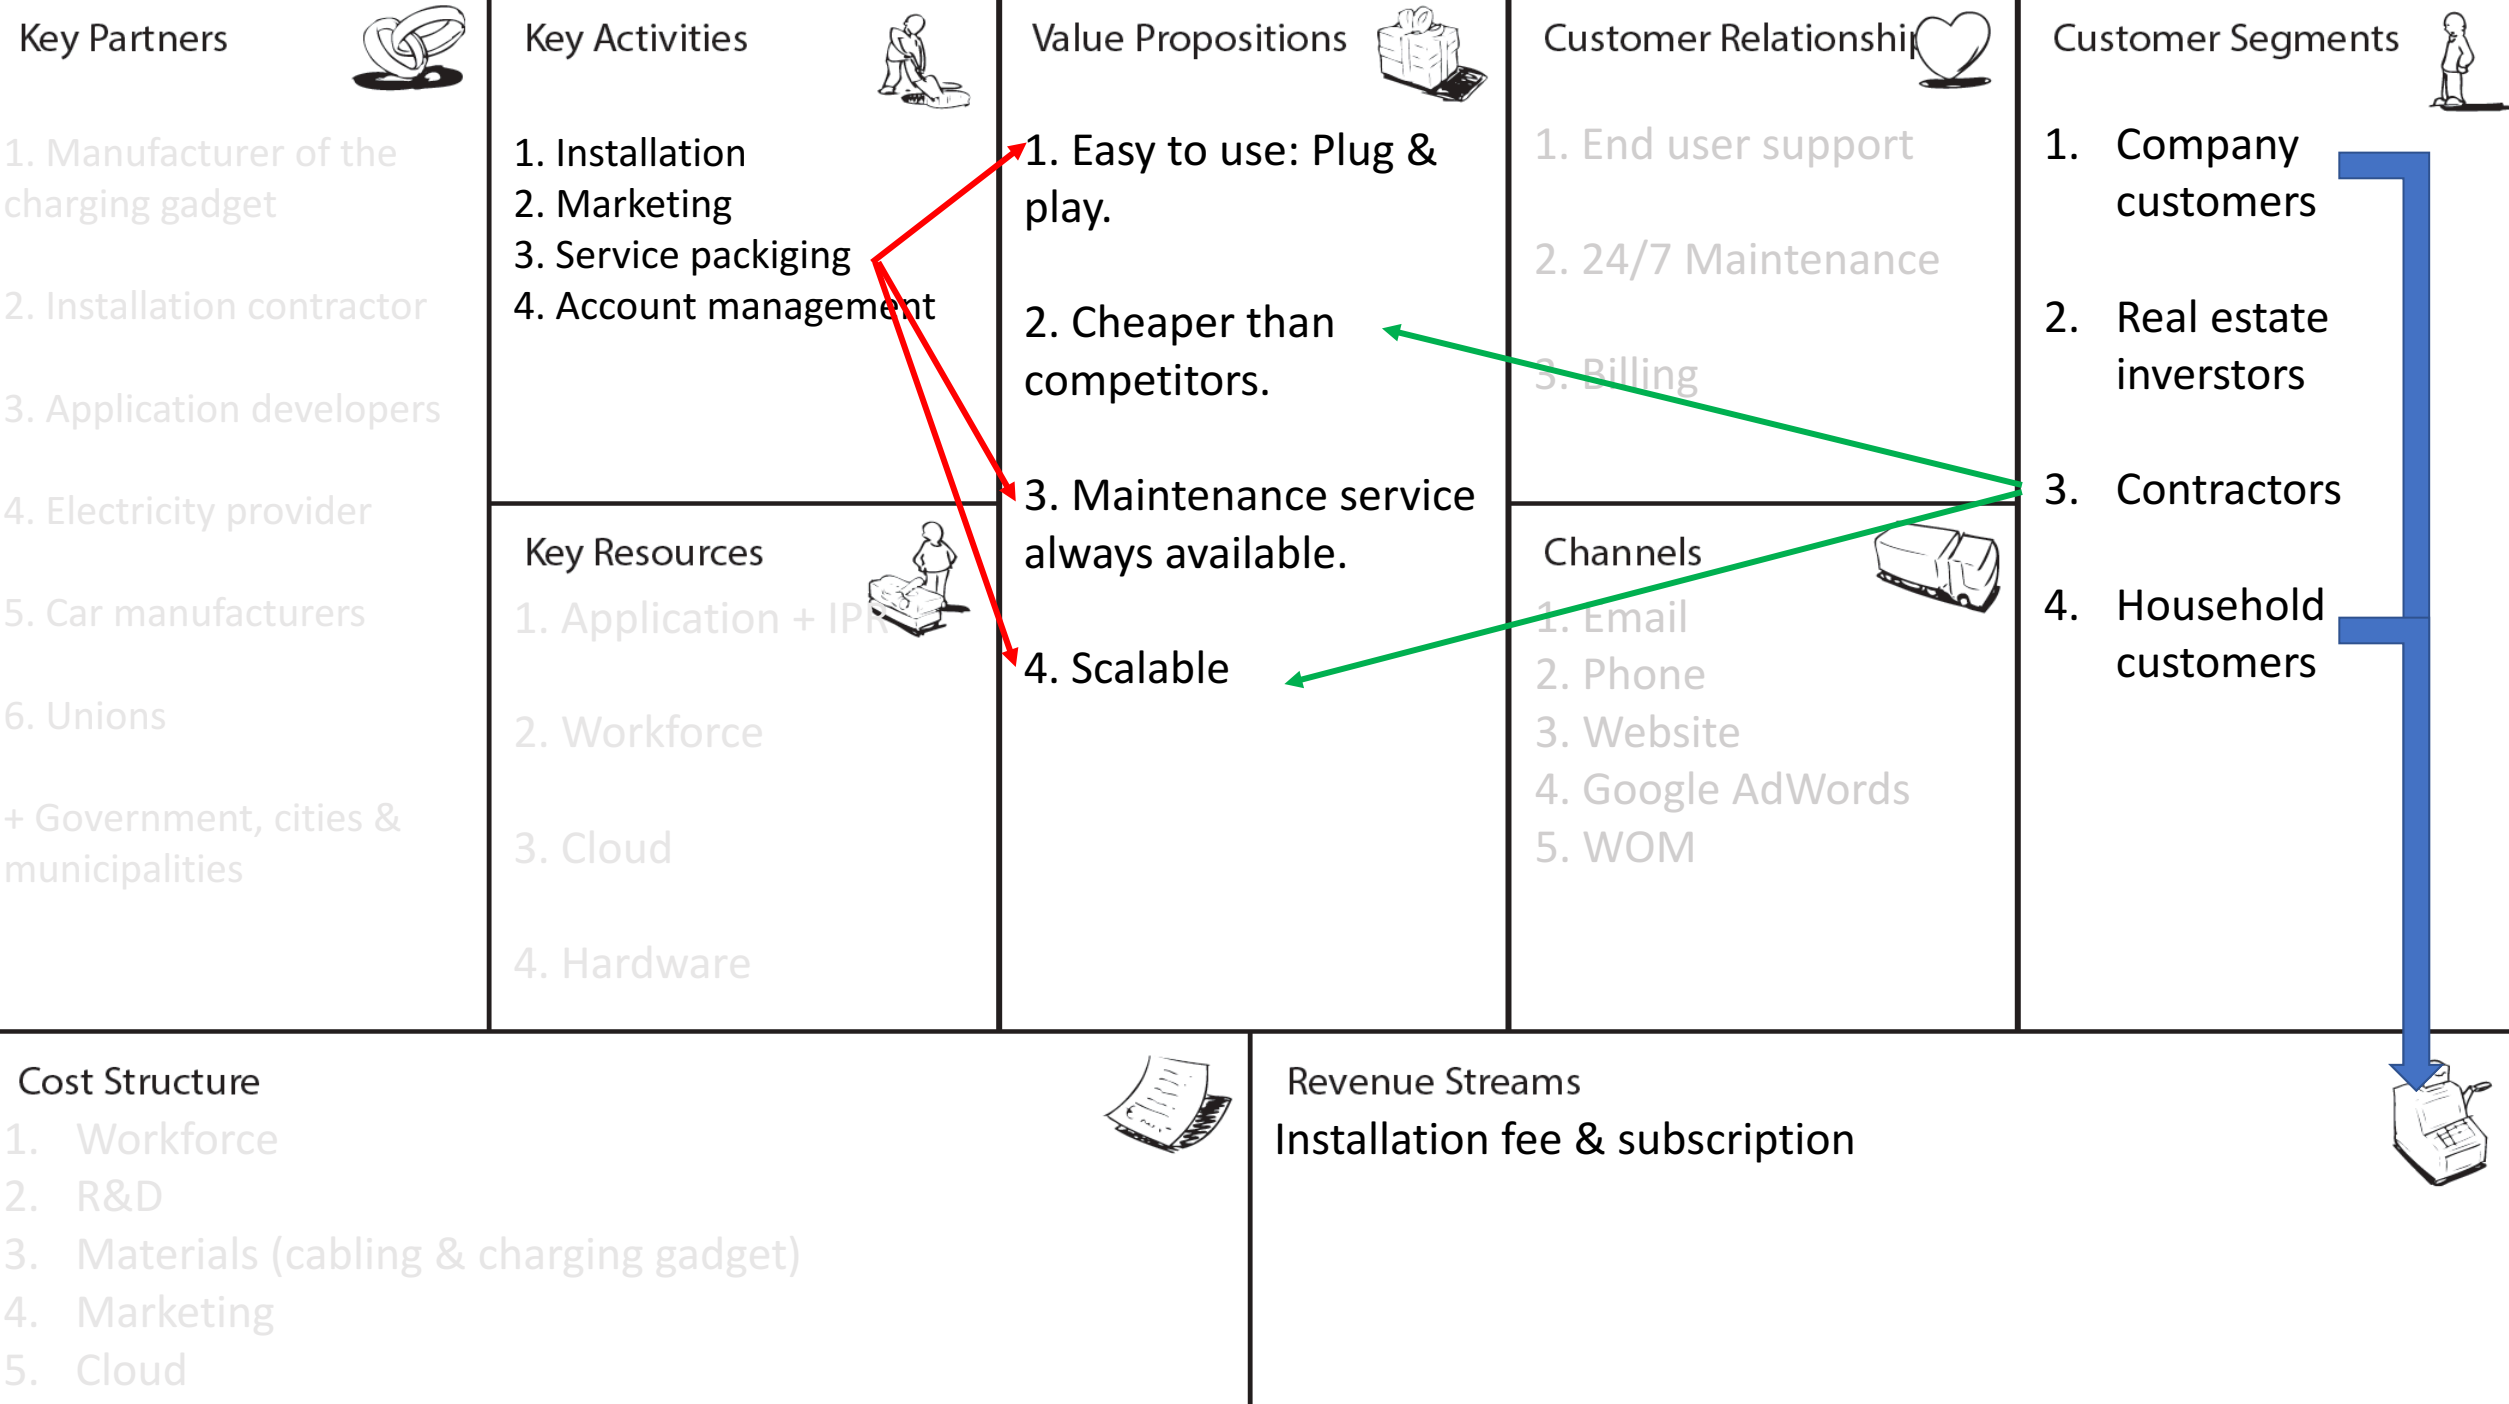 Key Partners
1. Manufacturer of the
charging gadget
2. Installation contractor
3. Application developers
4. Electricity provider
5. Car manufacturers
6. Unions
+ Government, cities &
municipalities
Key Activities
1. Installation
2. Marketing
3. Service packiging
4. Account management
Key Resources
1. Application + IPR
2. Workforce
3. Cloud
4. Hardware
Value Propositions
1. Easy to use: Plug &
play.
2. Cheaper than
competitors.
3. Maintenance service
always available.
4. Scalable
Customer Relationship
1. End user support
2. 24/7 Maintenance
3. Billing
Channels
1. Email
2. Phone
3. Website
4. Google AdWords
5. WOM
Customer Segments
1. Company
customers
2. Real estate
inverstors
3. Contractors
4. Household
customers
Cost Structure
1. Workforce
2. R&D
3. Materials (cabling & charging gadget)
4. Marketing
5. Cloud
Revenue Streams
Installation fee & subscription